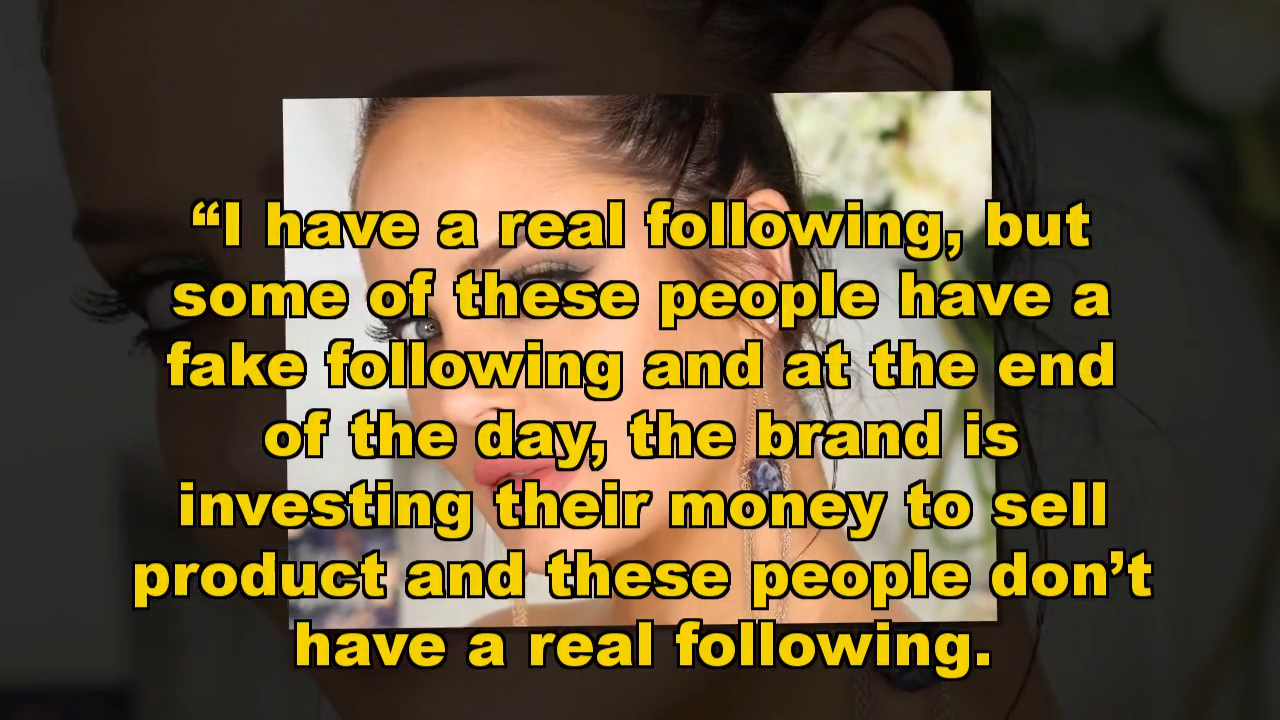 “I have a real following, but
some of these people have a
fake following and at the end
of the day, the brand is
investing their money to sell
product and these people don’t
have a real following.